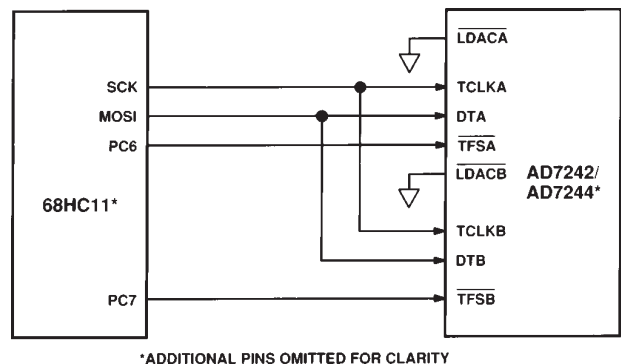 LDACA
SCK
TCLKA
MOSI
DTA
PC6
TFSA
LDACB
AD7242/
AD7244*
68HC11*
TCLKB
DTB
PC7
TFSB
*ADDITIONAL PINS OMITTED FOR CLARITY